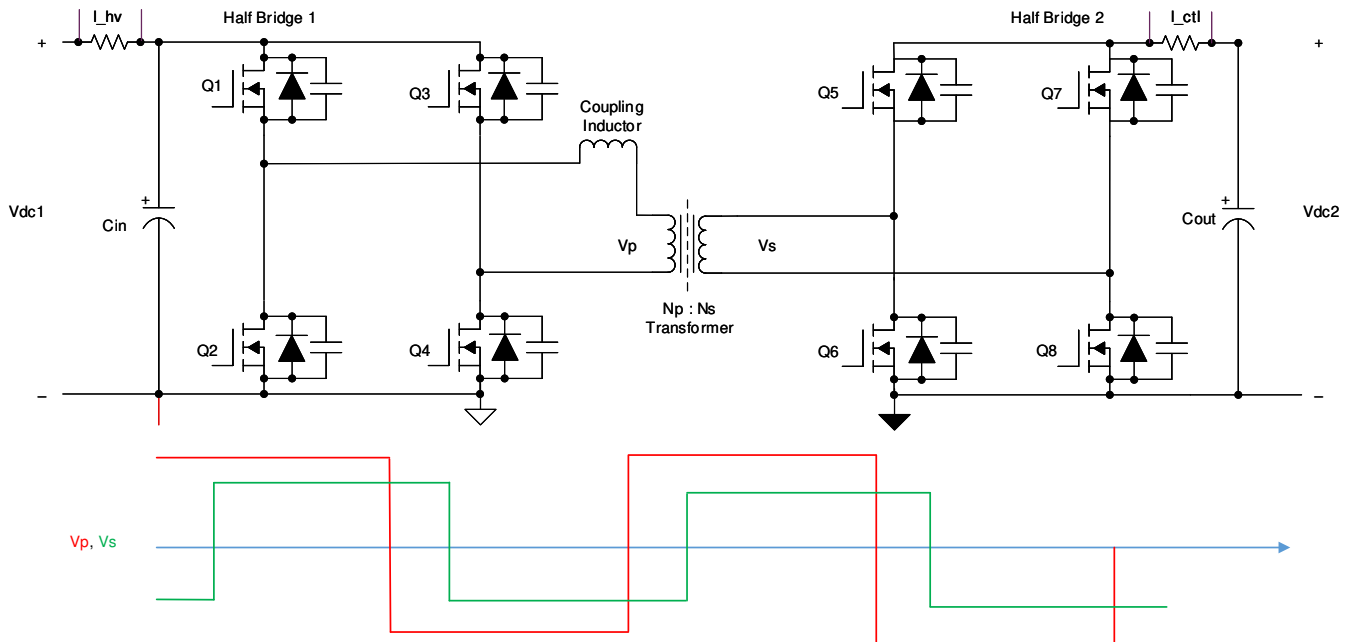 I_hv
Half Bridge 1
Half Bridge 2
I_ctl
+
+
Q1
Q3
Q5
Q7
Coupling
Inductor
Vdc1
+
Cin
Vp
Vs
+
Cout
Vdc2
Np : Ns
Transformer
Q2
Q4
Q6
Q8
–
–
Vp, Vs